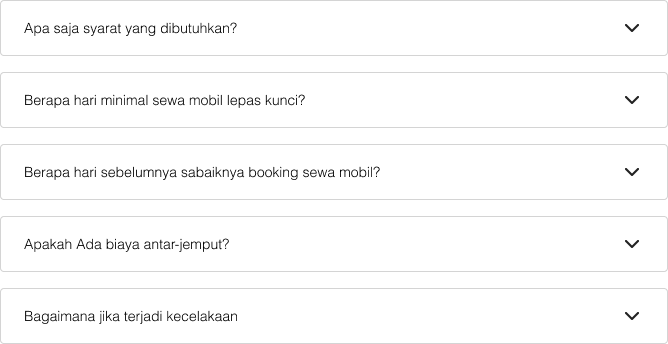 Apa saja syarat yang dibutuhkan?
Berapa hari minimal sewa mobil lepas kunci?
Berapa hari sebelumnya sabaiknya booking sewa mobil?
Apakah Ada biaya antar-jemput?
Bagaimana jika terjadi kecelakaan